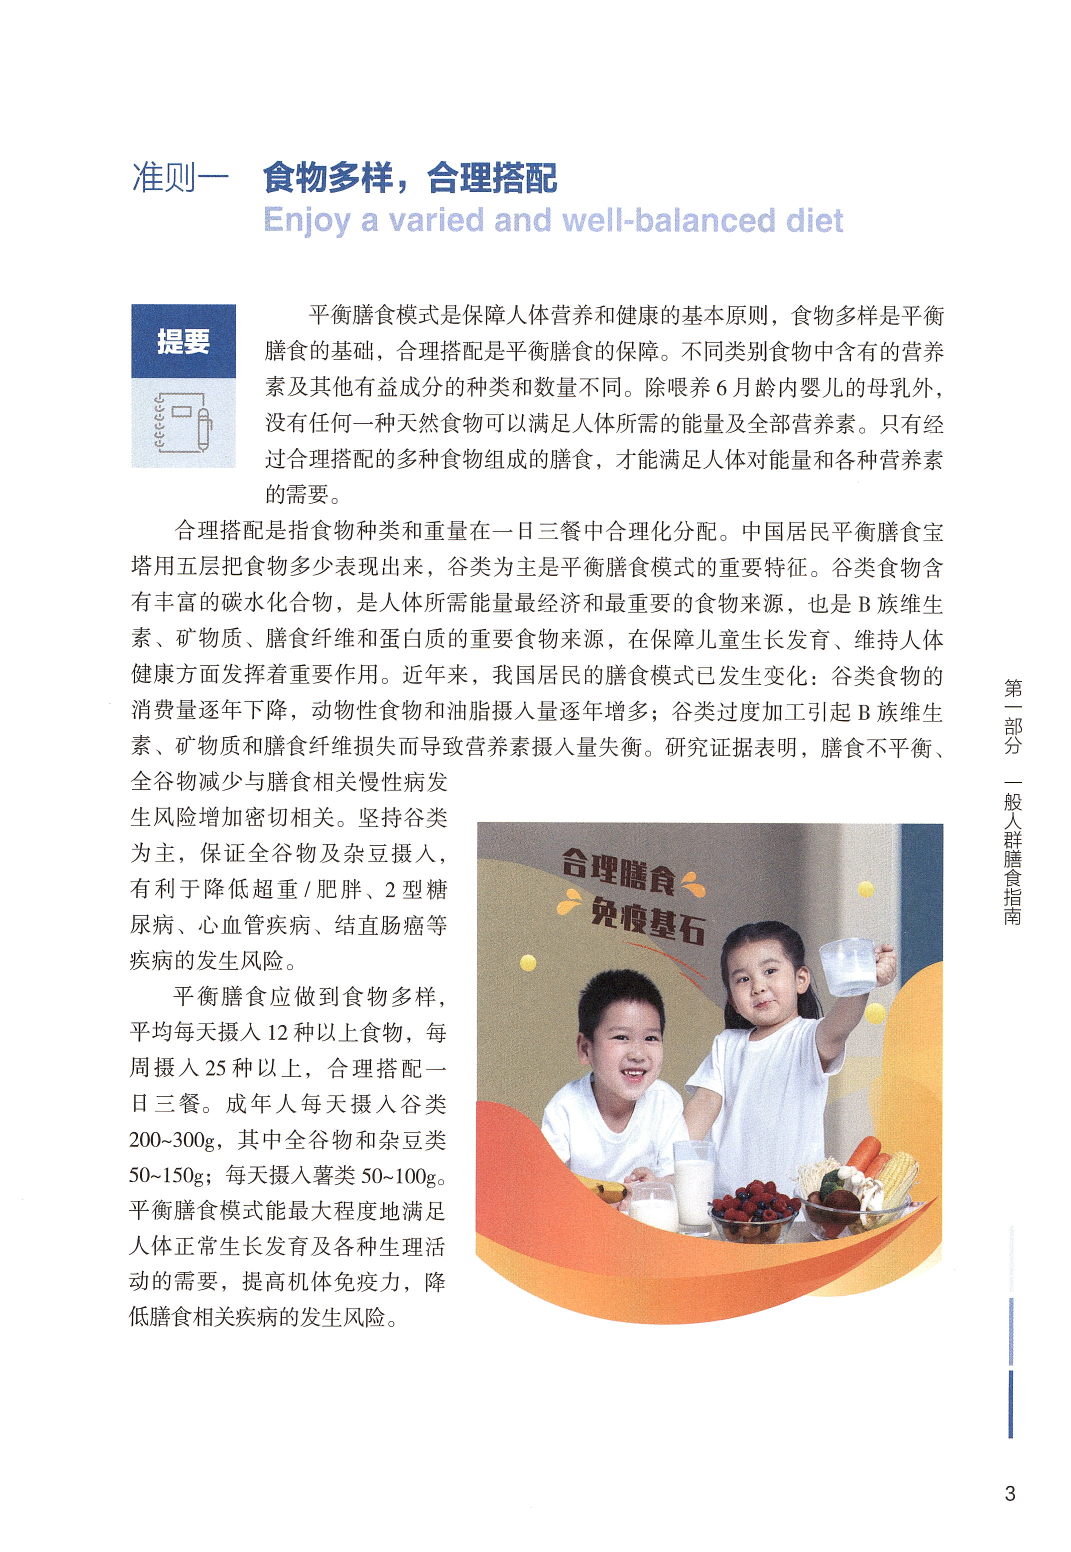 准则一 食物多样，合理搭配
Enjoy a varied and well-balanced diet
提要
平衡膳食模式是保障人体营养和健康的基本原则，食物多样是平衡
膳食的基础，合理搭配是平衡膳食的保障。不同类别食物中含有的营养
素及其他有益成分的种类和数量不同。除喂养 6 月龄内婴儿的母乳外，
没有任何一种天然食物可以满足人体所需的能量及全部营养素。只有经
过合理搭配的多种食物组成的膳食，才能满足人体对能量和各种营养素
的需要。
合理搭配是指食物种类和重量在一日三餐中合理化分配。中国居民平衡膳食宝
塔用五层把食物多少表现出来，谷类为主是平衡膳食模式的重要特征。谷类食物含
有丰富的碳水化合物，是人体所需能量最经济和最重要的食物来源，也是 B 族维生
素、矿物质、膳食纤维和蛋白质的重要食物来源，在保障儿童生长发育、维持人体
健康方面发挥着重要作用。近年来，我国居民的膳食模式已发生变化：谷类食物的
消费量逐年下降，动物性食物和油脂摄入量逐年增多；谷类过度加工引起 B 族维生
素、矿物质和膳食纤维损失而导致营养素摄入量失衡。研究证据表明，膳食不平衡、
全谷物减少与膳食相关慢性病发
生风险增加密切相关。坚持谷类
为主，保证全谷物及杂豆摄入，
有利于降低超重 / 肥胖、2 型糖
尿病、心血管疾病、结直肠癌等
疾病的发生风险。
平衡膳食应做到食物多样，
平均每天摄入 12 种以上食物，每
周摄入 25 种以上，合理搭配一
日三餐。成年人每天摄入谷类
200~300g，其中全谷物和杂豆类
50~150g；每天摄入薯类 50~100g。
平衡膳食模式能最大程度地满足
人体正常生长发育及各种生理活
动的需要，提高机体免疫力，降
低膳食相关疾病的发生风险。
合理膳食
免疫基石
第一部分 一般人群膳食指南
3